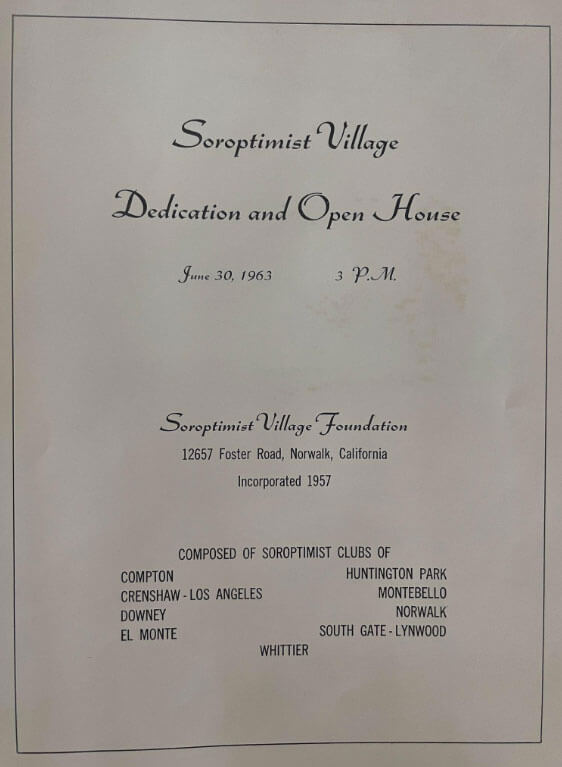 Soroptimist Village
Dedication and Open House
June 30, 1963 3 P.M.
Soroptimist Village Foundation
12657 Foster Road, Norwalk, California
Incorporated 1957
COMPOSED OF SOROPTIMIST CLUBS OF
COMPTON HUNTINGTON PARK
CRENSHAW - LOS ANGELES MONTEBELLO
DOWNEY NORWALK
EL MONTE SOUTH GATE - LYNWOOD
WHITTIER